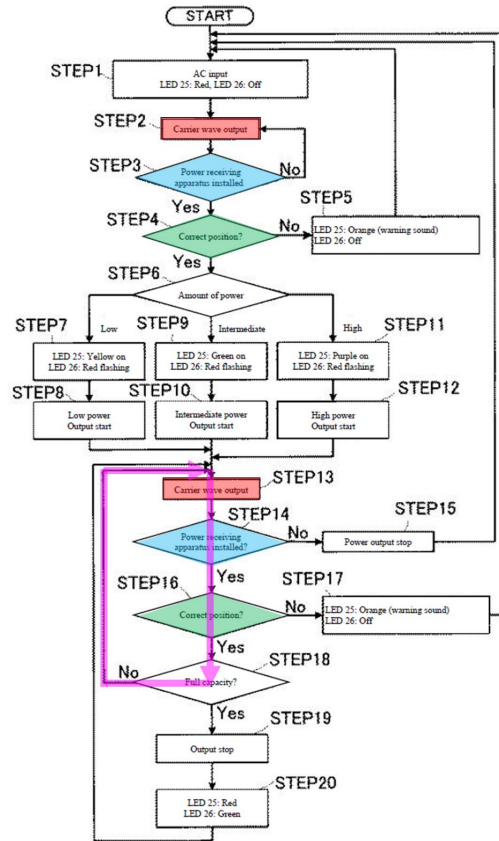 START
STEP1
AC input
LED 25: Red, LED 26: Off
STEP2
Carrier wave output
STEP3
Power receiving
apparatus installed
No
Yes
STEP4
Correct position?
No
STEP5
LED 25: Orange (warning sound)
LED 26: Off
Yes
STEP6
Amount of power
Low
Intermediate
High
STEP7
LED 25: Yellow on
LED 26: Red flashing
STEP9
LED 25: Green on
LED 26: Red flashing
STEP11
LED 25: Purple on
LED 26: Red flashing
STEP8
Low power
Output start
STEP10
Intermediate power
Output start
STEP12
High power
Output start
STEP13
Carrier wave output
STEP14
Power receiving
apparatus installed?
No
STEP15
Power output stop
Yes
STEP16
Correct position?
No
STEP17
LED 25: Orange (warning sound)
LED 26: Off
Yes
STEP18
Full capacity?
No
Yes
STEP19
Output stop
STEP20
LED 25: Red
LED 26: Green